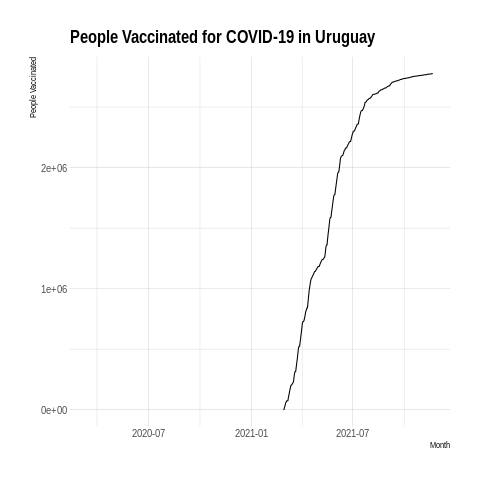 People Vaccinated for COVID-19 in Uruguay
People Vaccinated
2e+06
1e+06
0e+00
2020-07 2021-01 2021-07
Month